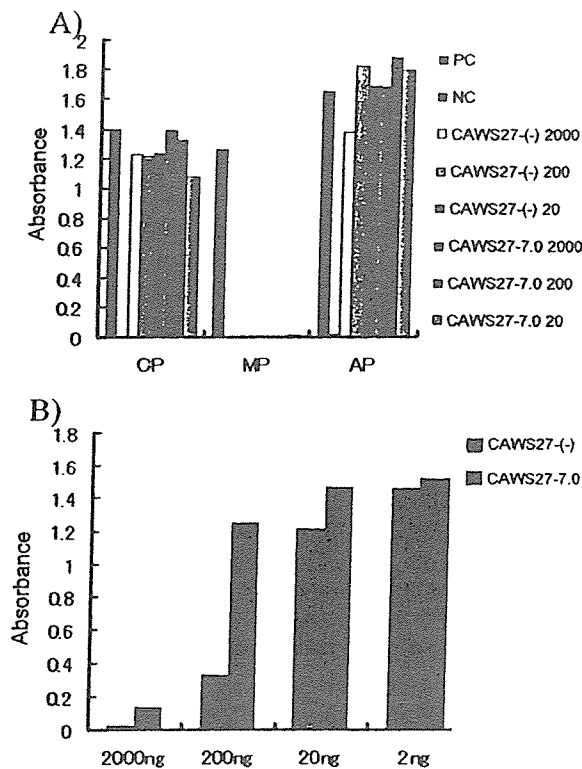 A)
Absorbance
2
1.8
1.6
1.4
1.2
1
0.8
0.6
0.4
0.2
0
CP MP AP
PC
NC
CAWS27-(-) 2000
CAWS27-(-) 200
CAWS27-(-) 20
CAWS27-7.0 2000
CAWS27-7.0 200
CAWS27-7.0 20
B)
Absorbance
1.8
1.6
1.4
1.2
1
0.8
0.6
0.4
0.2
0
2000ng 200ng 20ng 2ng
CAWS27-(-)
CAWS27-7.0